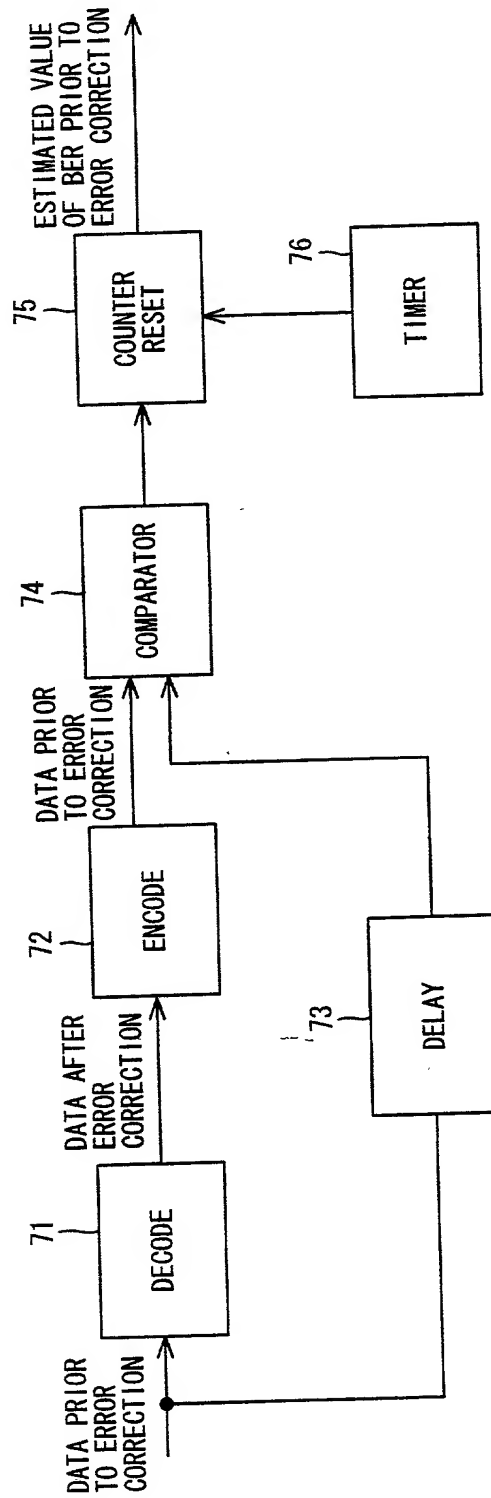 DATA PRIOR
TO ERROR
CORRECTION
71
DECODE
DATA AFTER
ERROR
CORRECTION
72
ENCODE
DATA PRIOR
TO ERROR
CORRECTION
74
COMPARATOR
75
COUNTER
RESET
ESTIMATED VALUE
OF BER PRIOR TO
ERROR CORRECTION
73
DELAY
76
TIMER